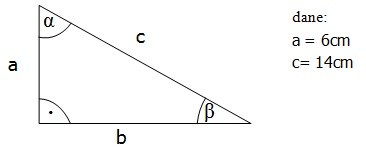 α
c
a
β
b
dane:
a = 6cm
c= 14cm